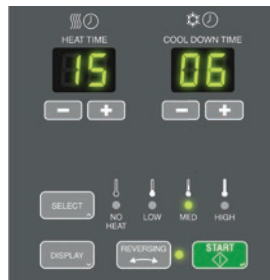 HEAT TIME
COOL DOWN TIME
15
06
SELECT
NO HEAT
LOW
MED
HIGH
DISPLAY
REVERSING
START